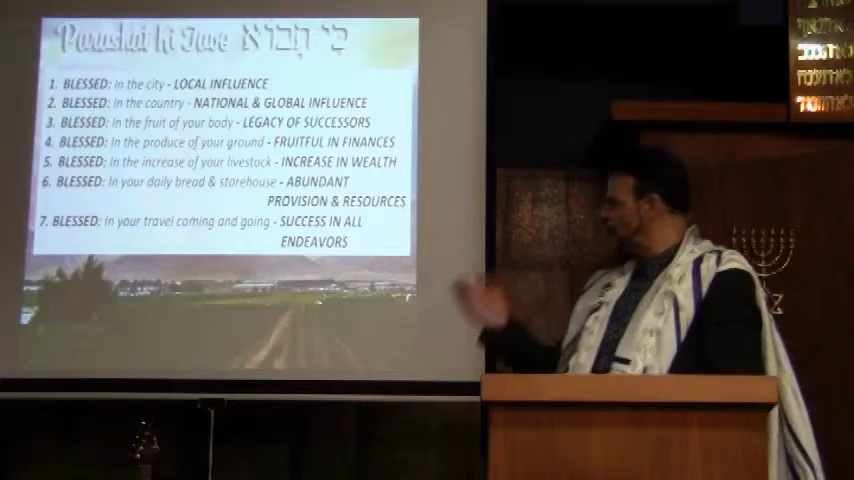 Parashat Ki Tavo כִּי תָבוֹא
1. BLESSED: In the city - LOCAL INFLUENCE
2. BLESSED: In the country - NATIONAL & GLOBAL INFLUENCE
3. BLESSED: In the fruit of your body - LEGACY OF SUCCESSORS
4. BLESSED: In the produce of your ground - FRUITFUL IN FINANCES
5. BLESSED: In the increase of your livestock - INCREASE IN WEALTH
6. BLESSED: In your daily bread & storehouse - ABUNDANT
PROVISION & RESOURCES
7. BLESSED: In your travel coming and going - SUCCESS IN ALL
ENDEAVORS